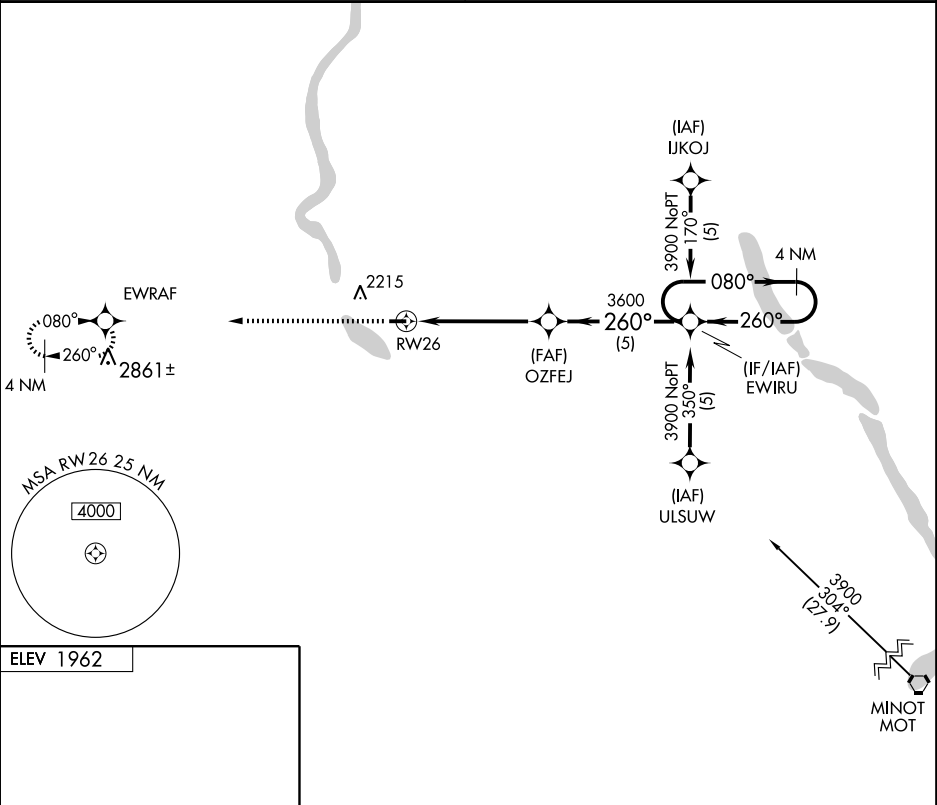 (IAF)
IJKOJ
3900 NoPT
170°
(5)
4 NM
080°
2215
EWRAF
3600
080°
260°
260°
(5)
RW26
260°
2861±
4 NM
(FAF)
OZFEJ
(IF/IAF)
EWIRU
3900 NoPT
350°
(5)
MSA RW26 25 NM
4000
(IAF)
ULSUW
3900
304°
(27.9)
ELEV 1962
MINOT
MOT